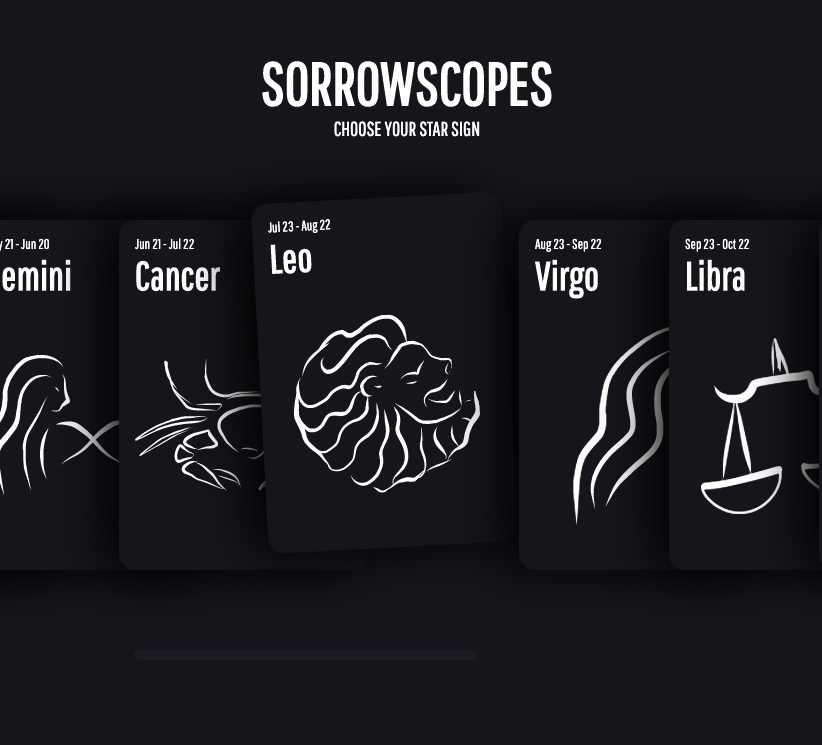 SORROWSCOPES
CHOOSE YOUR STAR SIGN
y 21 - Jun 20
emini
Jun 21 - Jul 22
Cancer
Jul 23 - Aug 22
Leo
Aug 23 - Sep 22
Virgo
Sep 23 - Oct 22
Libra